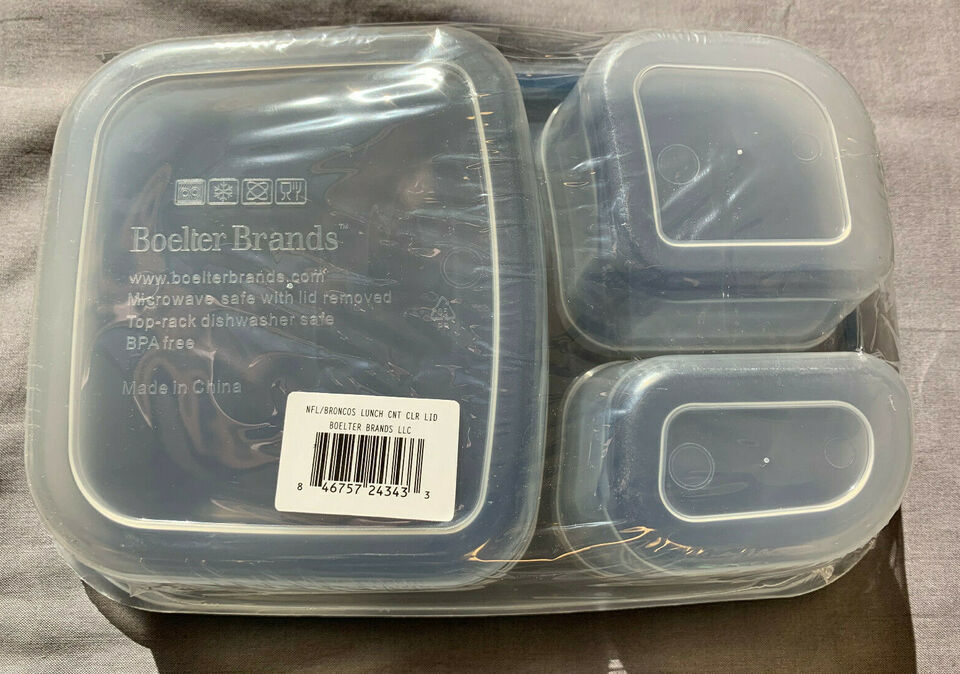 Boelter Brands™
www.boelterbrands.com
Microwave safe with lid removed
Top-rack dishwasher safe
BPA free
Made in China
NFL/BRONCOS LUNCH CNT CLR LID
BOELTER BRANDS LLC
8 46757 24343 3